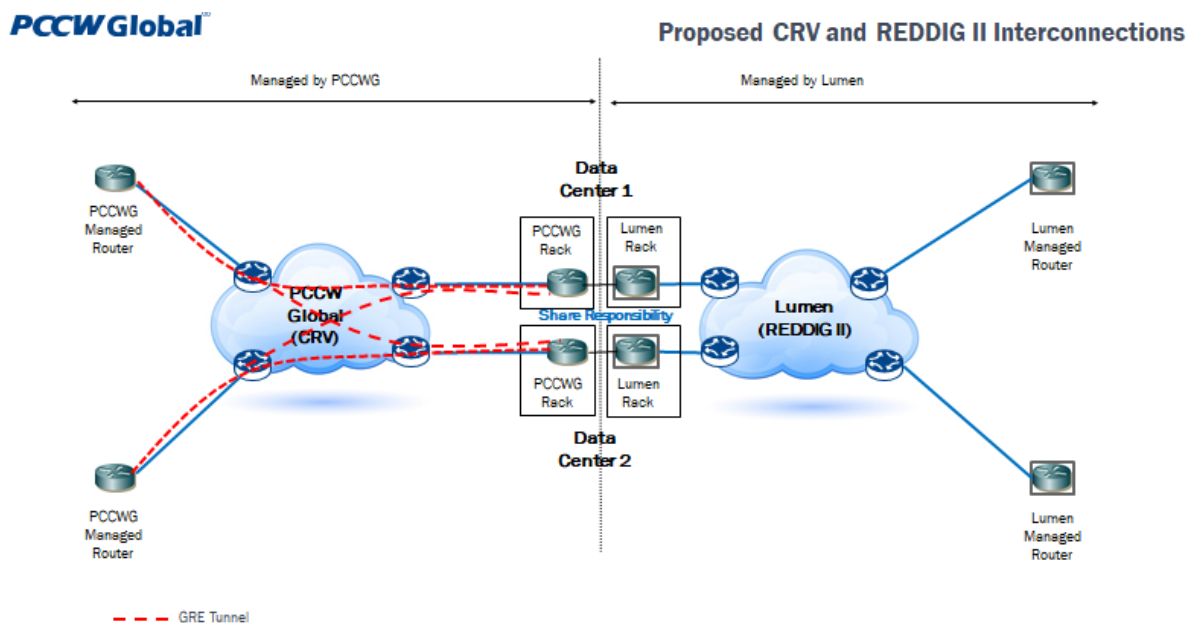 PCCW Global
Proposed CRV and REDDIG II Interconnections
Managed by PCCWG
Managed by Lumen
Data
Center 1
PCCWG
Managed
Router
PCCWG
Rack
Lumen
Rack
Lumen
Managed
Router
PCCW
Global
(CRV)
Lumen
(REDDIG II)
Share Responsibility
PCCWG
Rack
Lumen
Rack
Data
Center 2
PCCWG
Managed
Router
Lumen
Managed
Router
GRE Tunnel